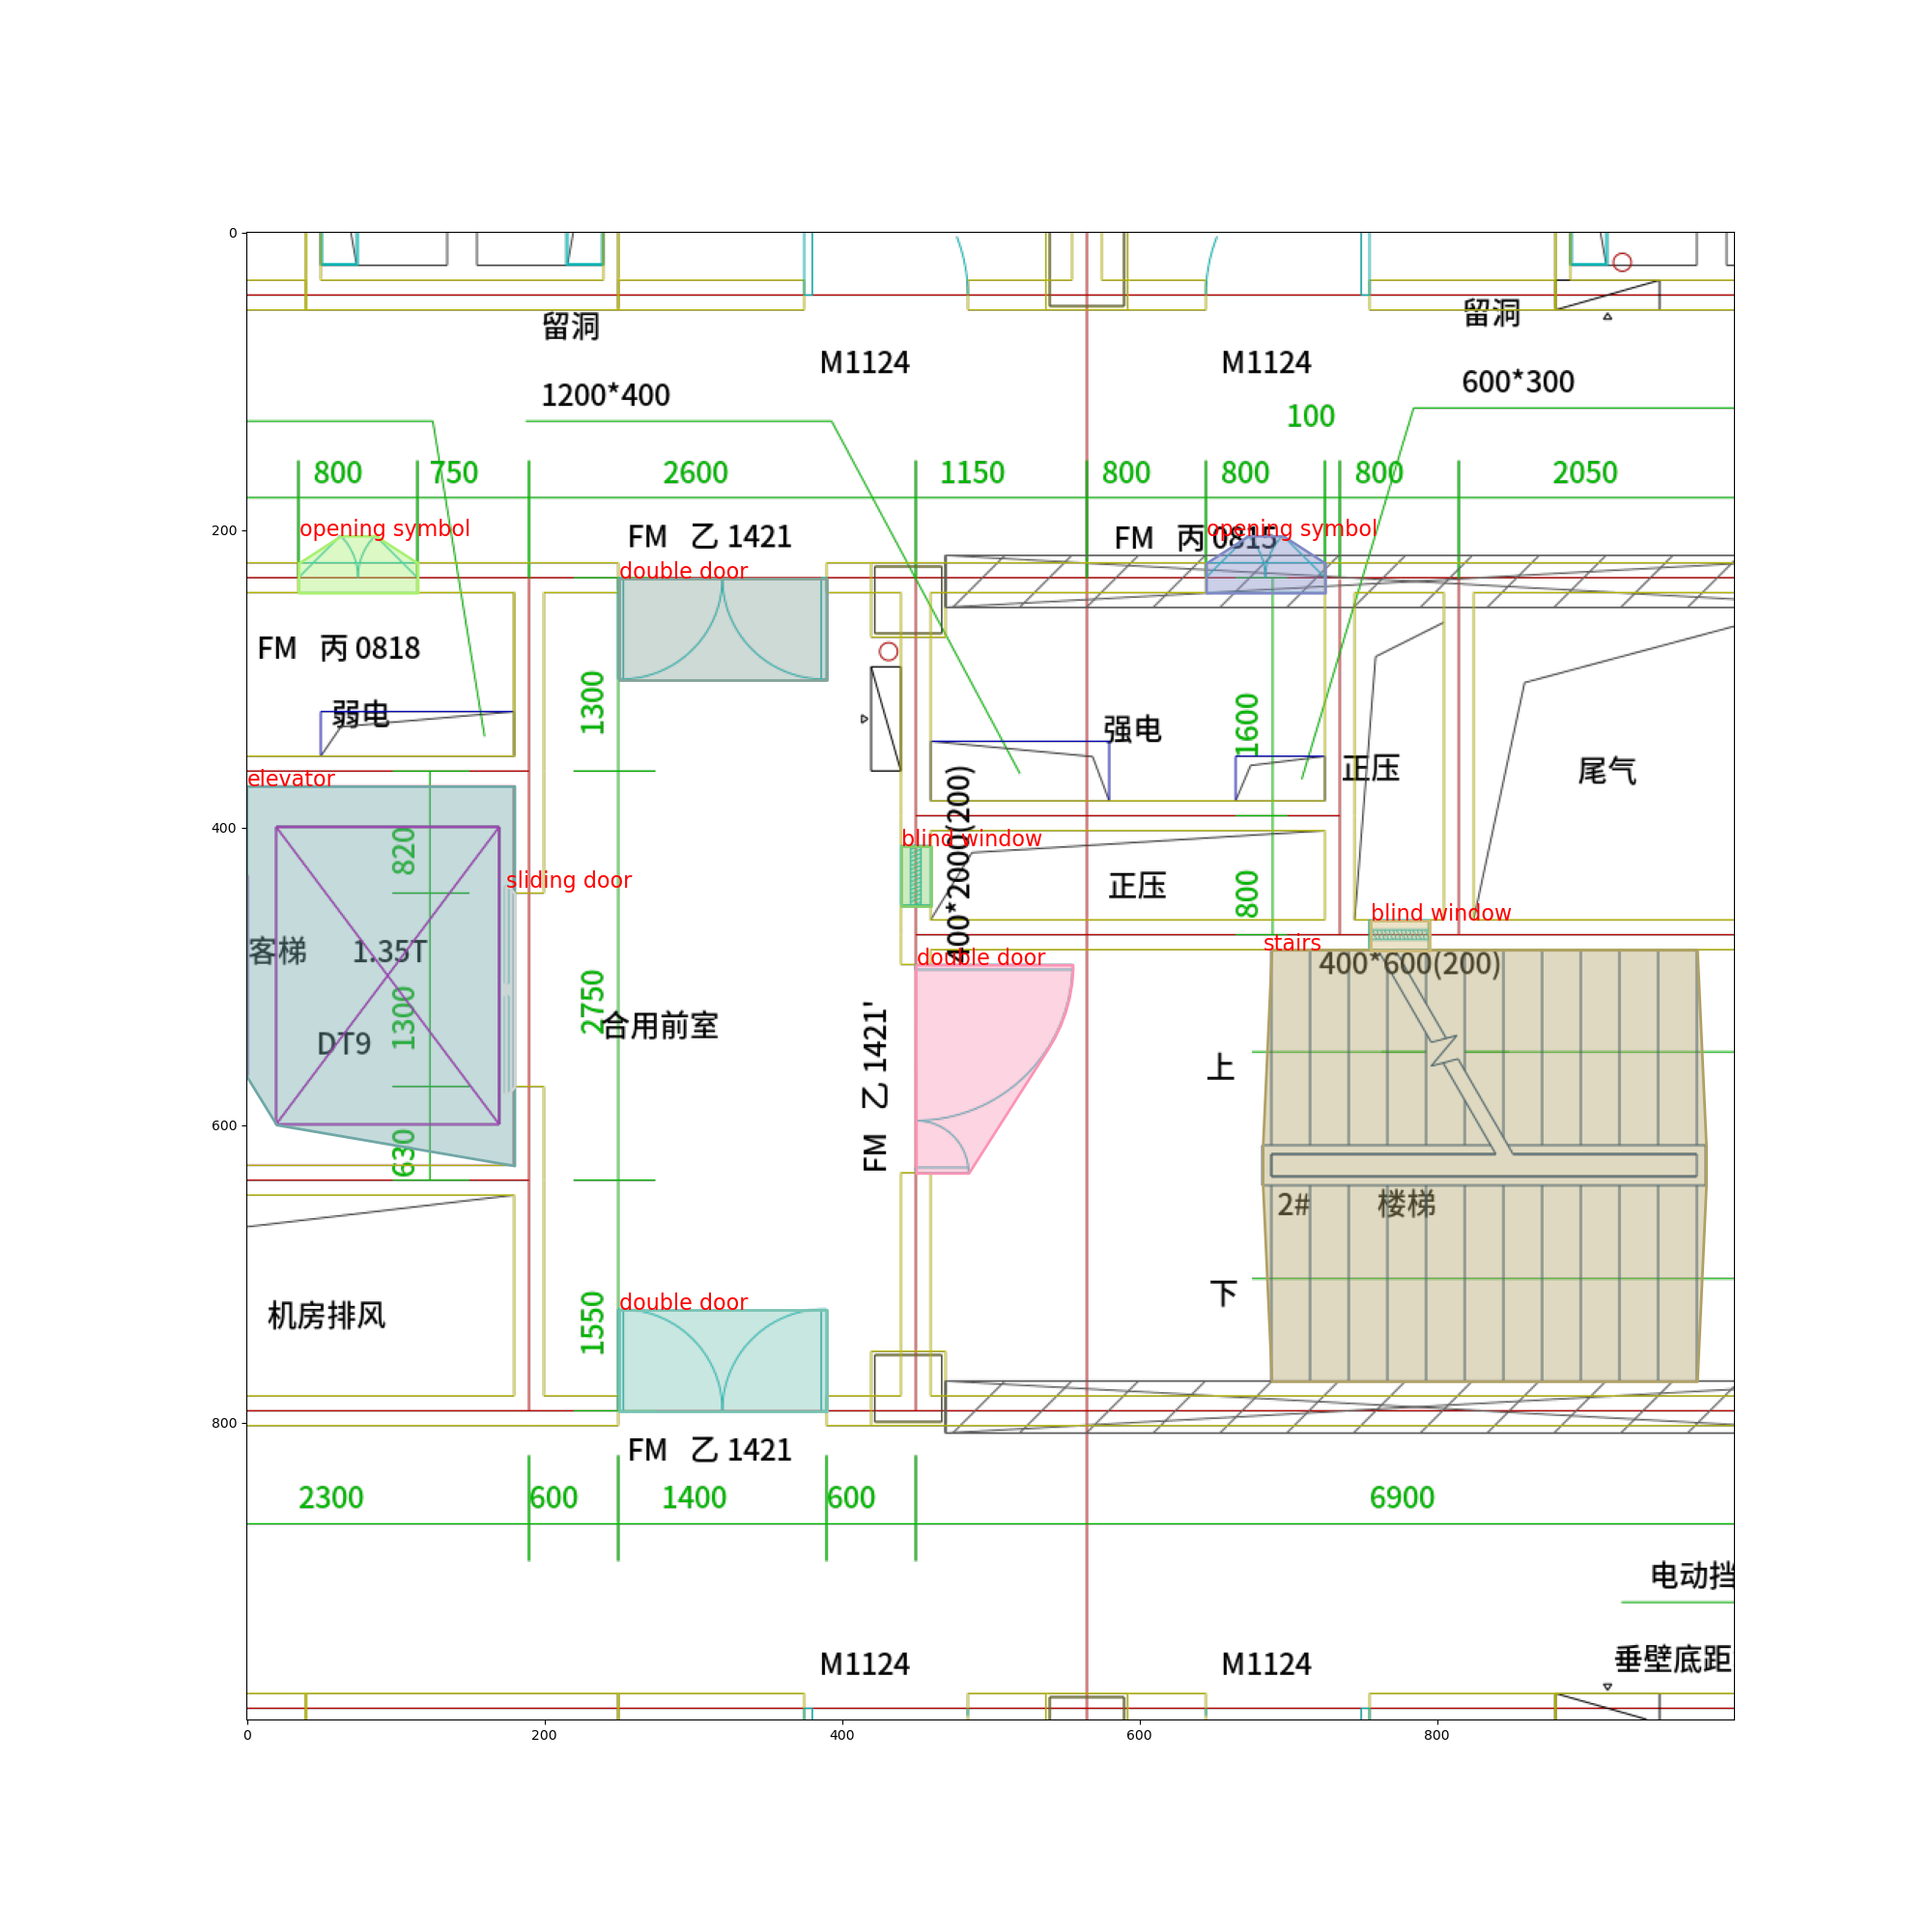 0
留洞
留洞
M1124
M1124
600*300
1200*400
100
800
750
2600
1150
800
800
800
2050
200
opening symbol
opening symbol
FM 乙 1421
FM 丙 0815
double door
FM 丙 0818
1300
弱电
强电
1600
正压
尾气
elevator
400
820
blind window
400*2000(200)
sliding door
正压
800
blind window
客梯 1.35T
double door
stairs
400*600(200)
1300
2750
合用前室
DT9
FM 乙 1421'
上
600
630
2# 楼梯
下
机房排风
1550
double door
800
FM 乙 1421
2300
600
1400
600
6900
电动挡
垂壁底距
M1124
M1124
0
200
400
600
800